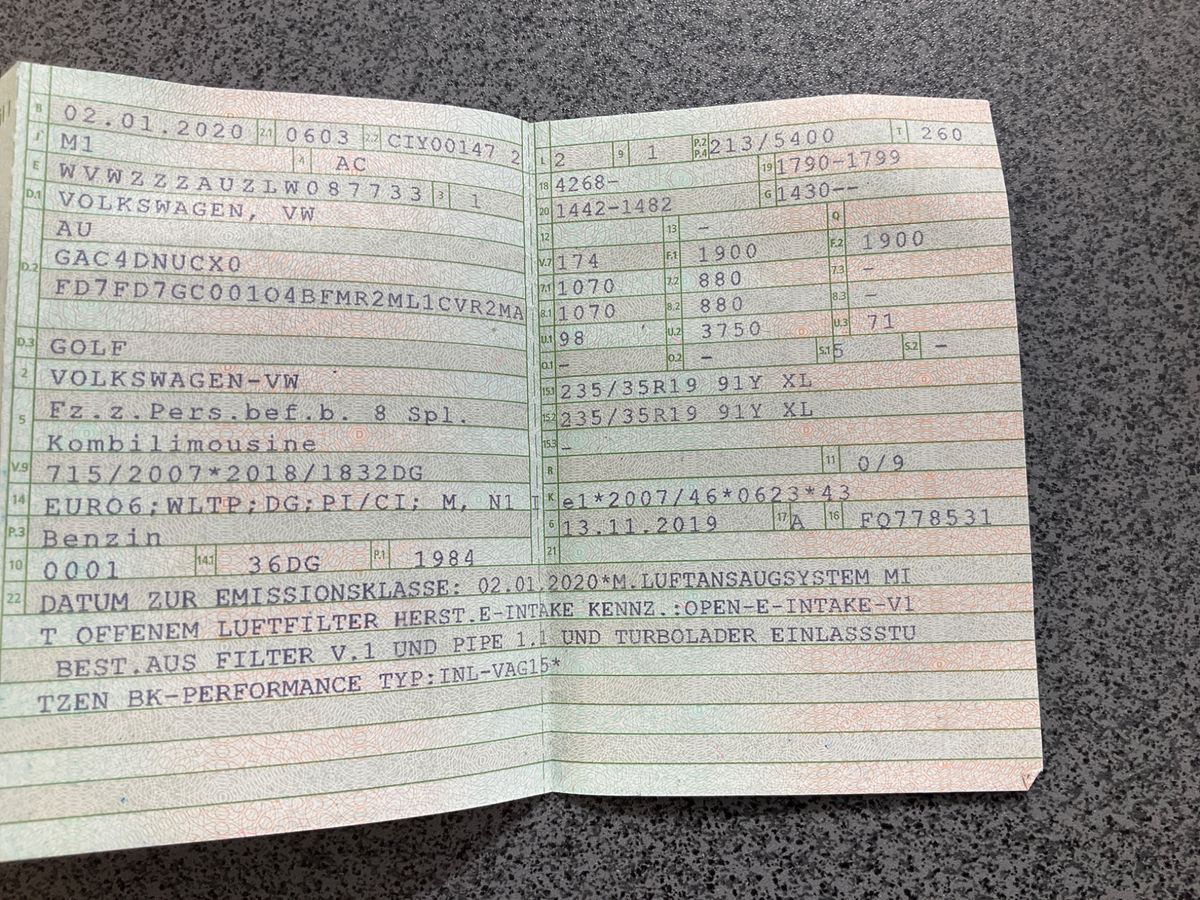 B 02.01.2020 2.1 0603 2.2 CIY00147 2
J M1 4 AC
E WVWZZZAUZLW087733 3 1
D.1 VOLKSWAGEN, VW
AU
D.2 GAC4DNUCX0
FD7FD7GC001O4BFMR2ML1CVR2MA
D.3 GOLF
2 VOLKSWAGEN-VW
5 Fz.z.Pers.bef.b. 8 Spl.
Kombilimousine
V.9 715/2007*2018/1832DG
14 EURO6;WLTP;DG;PI/CI; M, N1 I
P.3 Benzin
10 0001 14.1 36DG P.1 1984
L 2 9 1 P.2 P.4 213/5400 T 260
18 4268- 19 1790-1799
20 1442-1482 G 1430--
12 13 - Q
V.7 174 F.1 1900 F.2 1900
7.1 1070 7.2 880 7.3 -
8.1 1070 8.2 880 8.3 -
U.1 98 U.2 3750 U.3 71
O.1 - O.2 - S.1 5 S.2 -
15.1 235/35R19 91Y XL
15.2 235/35R19 91Y XL
15.3 -
R 11 0/9
K e1*2007/46*0623*43
6 13.11.2019 17 A 16 FQ778531
21
22 DATUM ZUR EMISSIONSKLASSE: 02.01.2020*M.LUFTANSAUGSYSTEM MI
T OFFENEM LUFTFILTER HERST.E-INTAKE KENNZ.:OPEN-E-INTAKE-V1
BEST.AUS FILTER V.1 UND PIPE 1.1 UND TURBOLADER EINLASSSTU
TZEN BK-PERFORMANCE TYP:INL-VAG15*